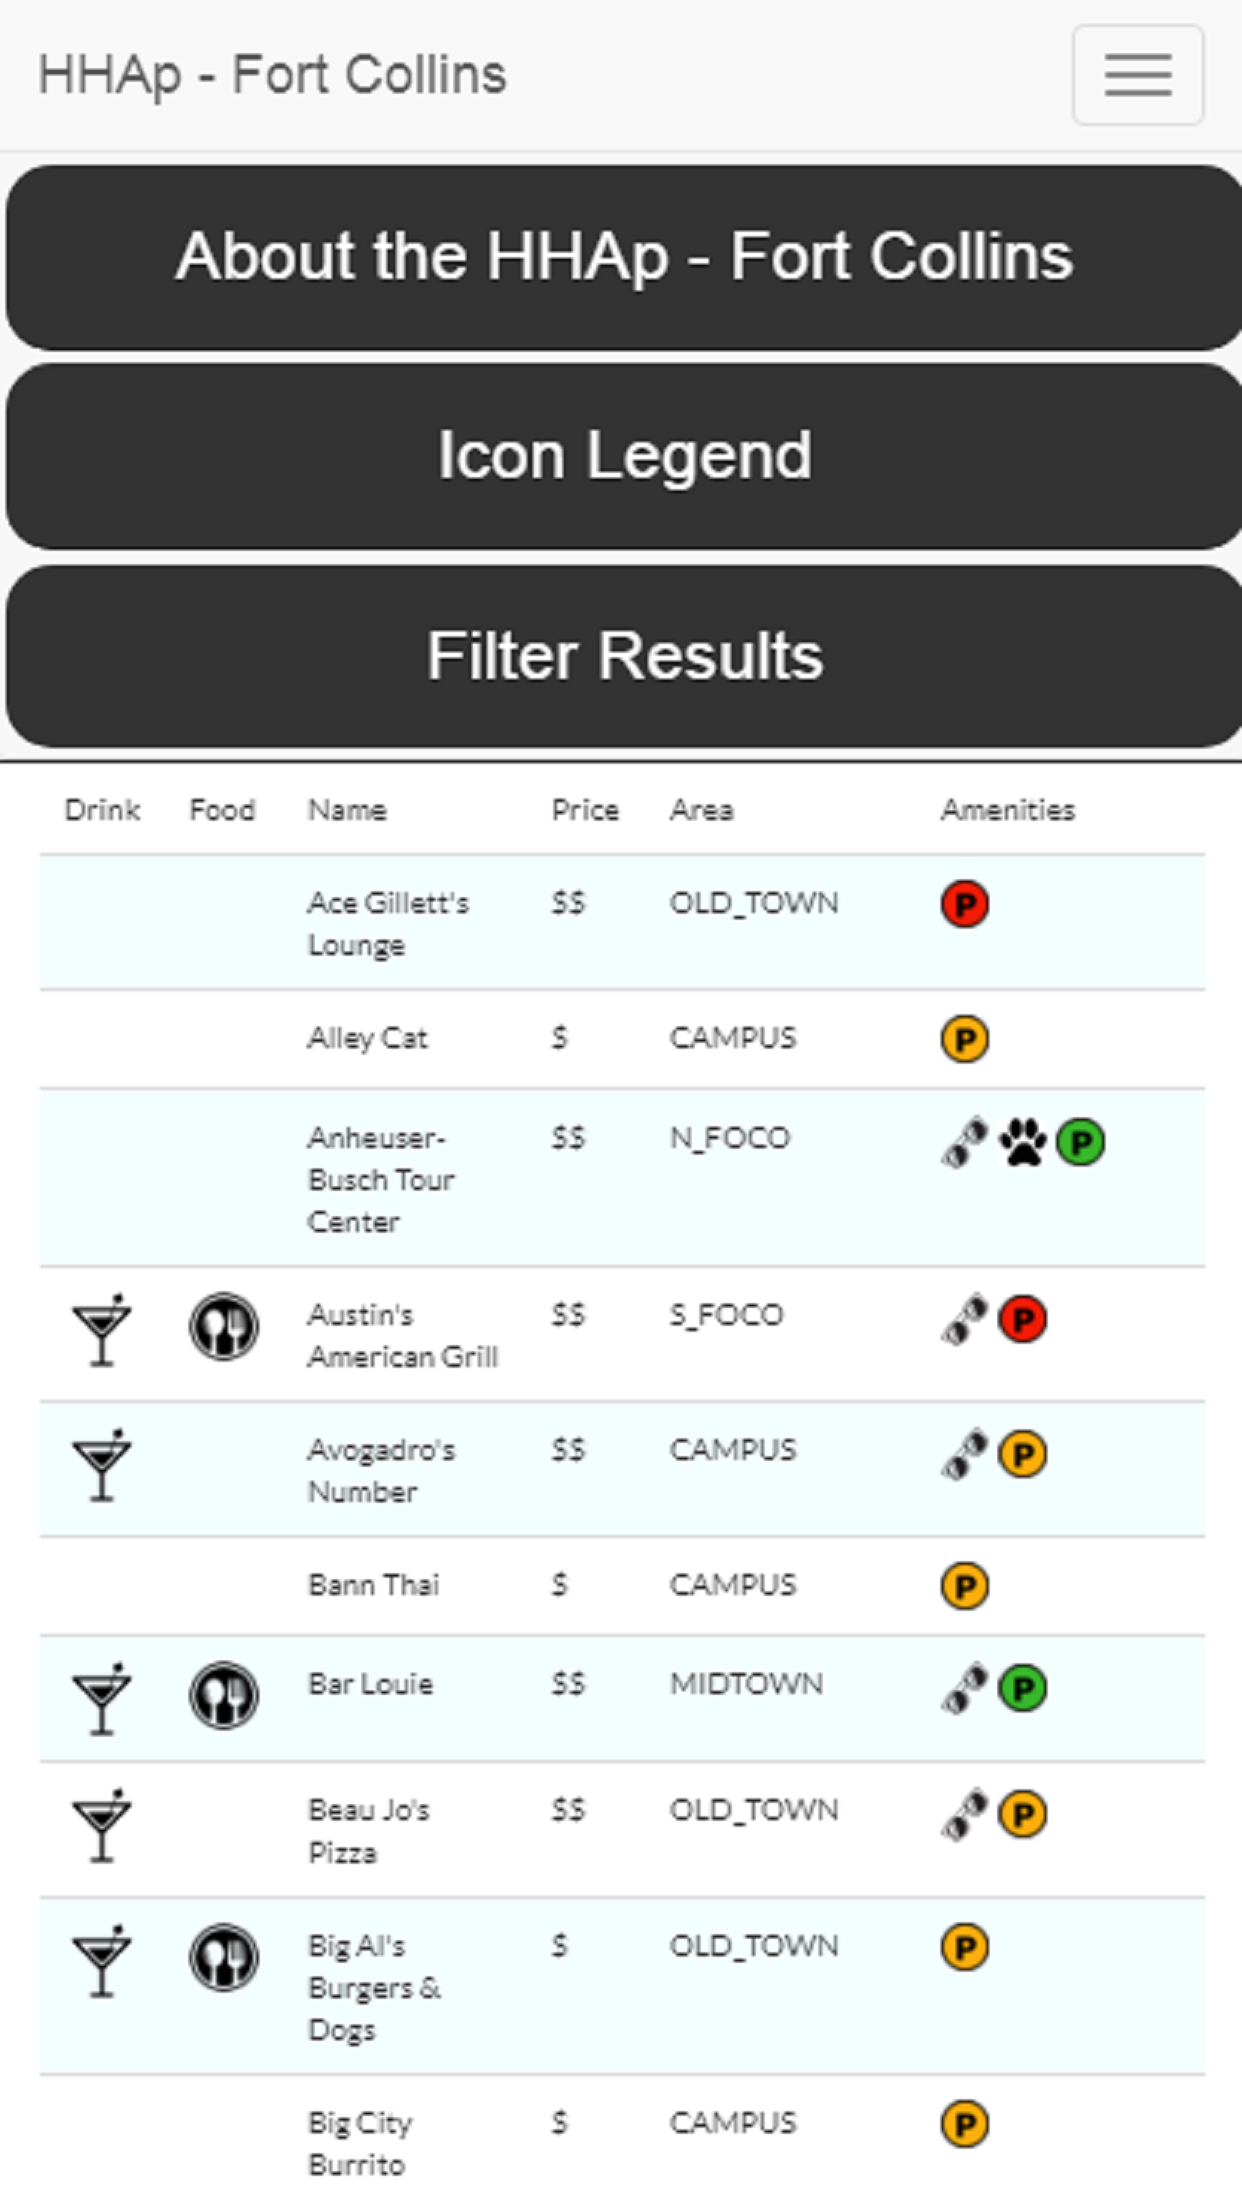 HHAp - Fort Collins
About the HHAp - Fort Collins
Icon Legend
Filter Results
Drink Food Name Price Area Amenities
Ace Gillett's $$ OLD_TOWN P
Lounge
Alley Cat $ CAMPUS P
Anheuser- $$ N_FOCO P
Busch Tour
Center
Austin's $$ S_FOCO P
American Grill
Avogadro's $$ CAMPUS P
Number
Bann Thai $ CAMPUS P
Bar Louie $$ MIDTOWN P
Beau Jo's $$ OLD_TOWN P
Pizza
Big Al's $ OLD_TOWN P
Burgers &
Dogs
Big City $ CAMPUS P
Burrito